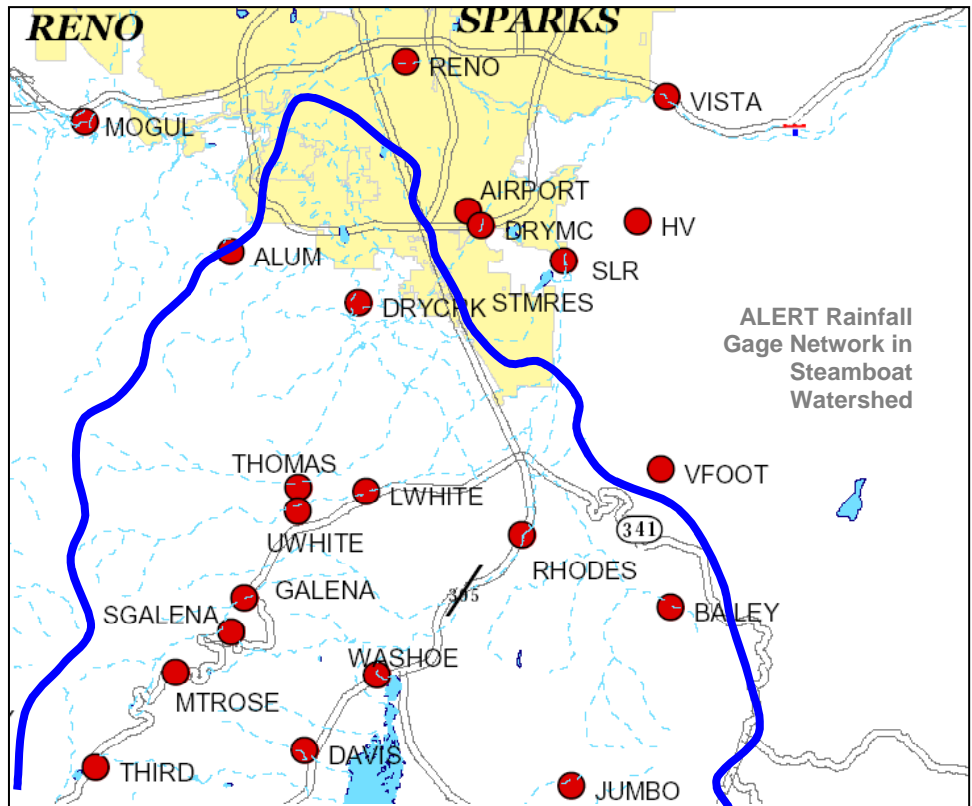 RENO
SPARKS
RENO
VISTA
MOGUL
AIRPORT
DRYMC
HV
ALUM
SLR
DRYCRK
STMRES
ALERT Rainfall
Gage Network in
Steamboat
Watershed
THOMAS
LWHITE
VFOOT
UWHITE
341
RHODES
GALENA
395
BAILEY
SGALENA
WASHOE
MTROSE
DAVIS
THIRD
JUMBO